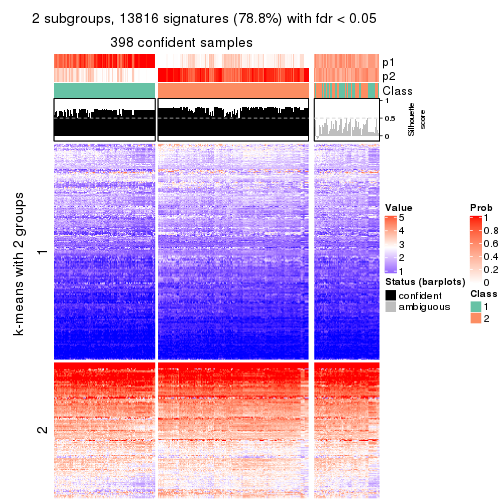 2 subgroups, 13816 signatures (78.8%) with fdr < 0.05
398 confident samples
p1
p2
Class
1
0.5
0
Silhouette
score
k-means with 2 groups
1
2
Value
5
4
3
2
1
Status (barplots)
confident
ambiguous
Prob
1
0.8
0.6
0.4
0.2
0
Class
1
2